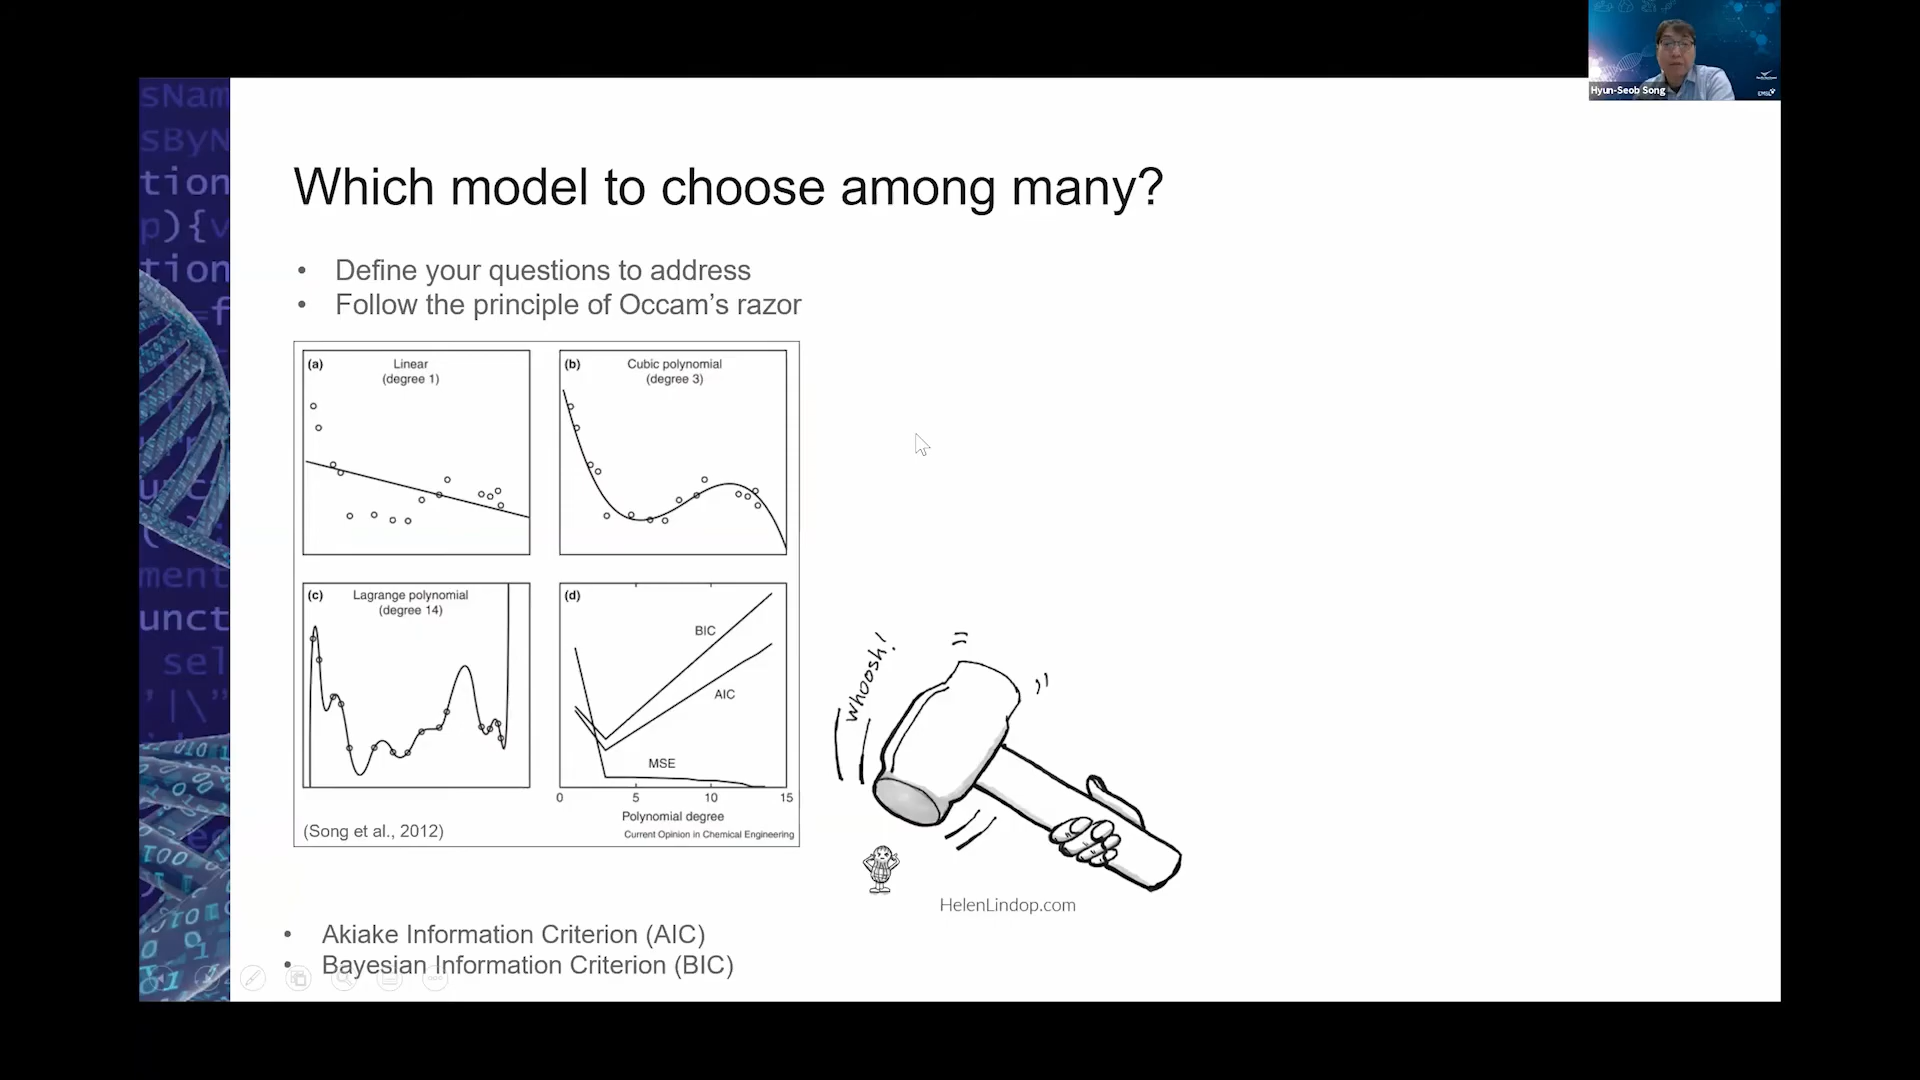 Hyun-Seob Song
Which model to choose among many?
• Define your questions to address
• Follow the principle of Occam’s razor
(a) Linear
(degree 1)
(b) Cubic polynomial
(degree 3)
(c) Lagrange polynomial
(degree 14)
(d)
BIC
AIC
MSE
0 5 10 15
Polynomial degree
Current Opinion in Chemical Engineering
(Song et al., 2012)
whoosh!
HelenLindop.com
• Akiake Information Criterion (AIC)
• Bayesian Information Criterion (BIC)